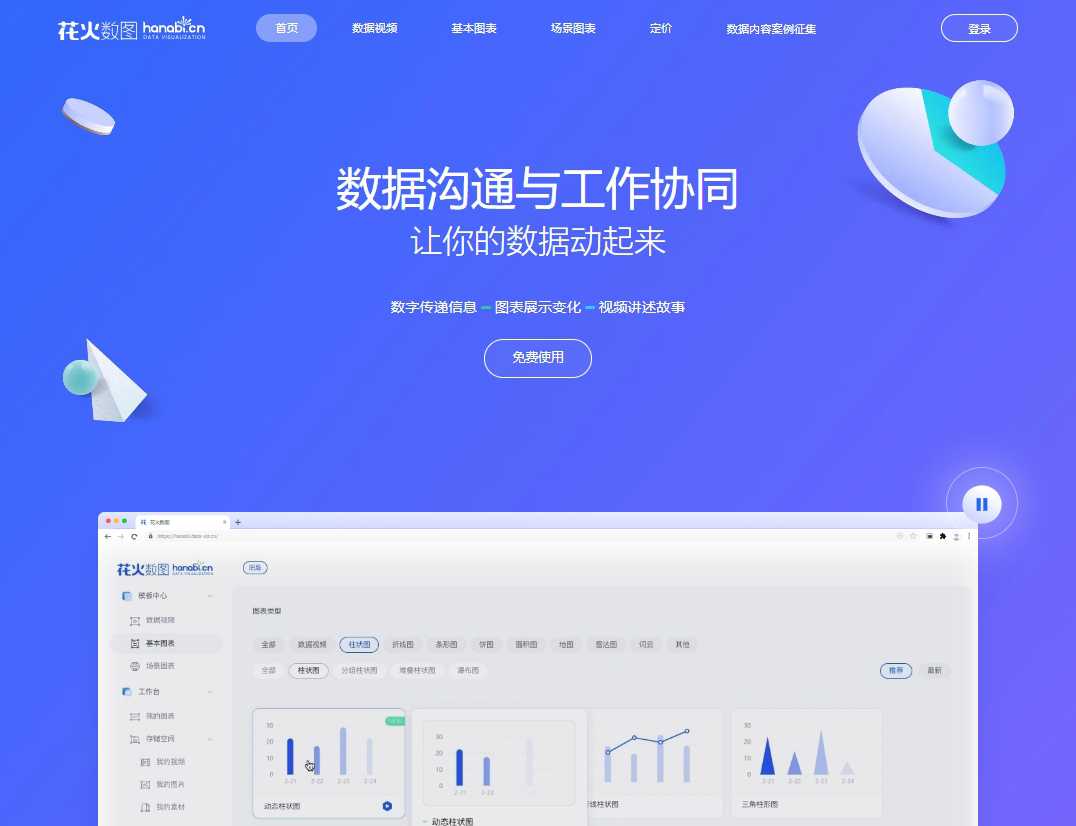 花火数图 hanabi.cn
DATA VISUALIZATION
首页 数据视频 基本图表 场景图表 定价 数据内容案例征集 登录
数据沟通与工作协同
让你的数据动起来
数字传递信息 图表展示变化 视频讲述故事
免费使用
花火数图
花火数图 hanabi.cn
DATA VISUALIZATION
模板中心
数据视频
基本图表
场景图表
工作台
我的图表
存储空间
我的视频
我的图片
我的素材
图表类型
全部 数据视频 柱状图 折线图 条形图 饼图 面积图 地图 雷达图 词云 其他
全部 柱状图 分组柱状图 堆叠柱状图 瀑布图 推荐 最新
30
20
10
0
2-21 2-22 2-23 2-24
动态柱状图
30
20
10
0
2-21 2-22
动态柱状图
线柱状图
30
20
10
0
2-21 2-22 2-23 2-24
三角柱形图